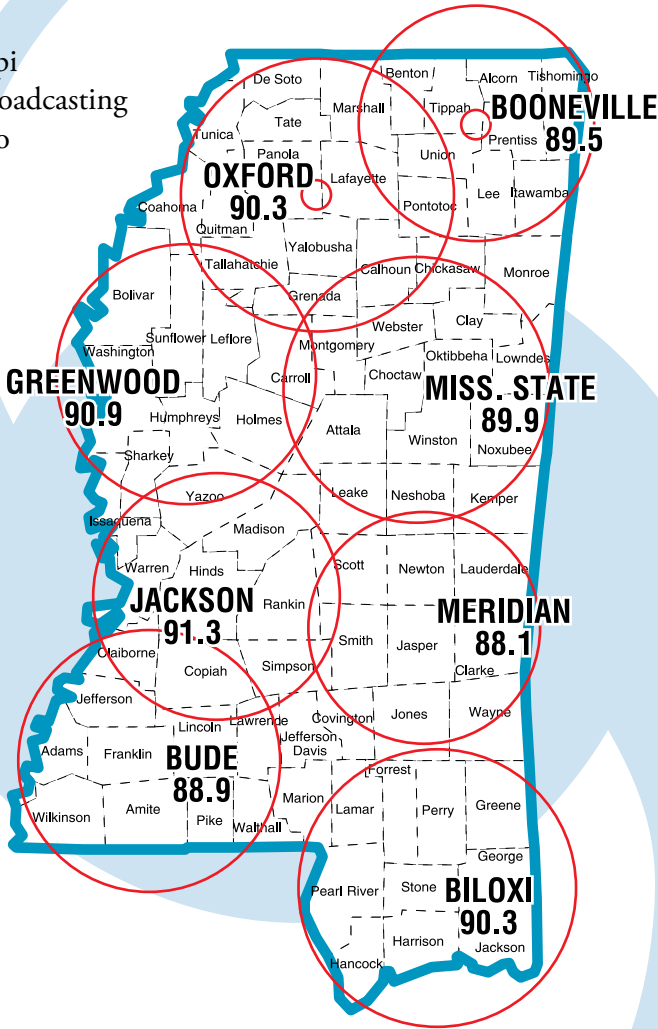 pi
oadcasting
o
Benton
Alcorn
Tishomingo
De Soto
Marshall
Tippah
BOONEVILLE
89.5
Tate
Tunica
Prentiss
Panola
Union
OXFORD
90.3
Lafayette
Lee
Itawamba
Coahoma
Pontotoc
Quitman
Yalobusha
Tallahatchie
Calhoun
Chickasaw
Monroe
Bolivar
Grenada
Webster
Clay
Sunflower
Leflore
Montgomery
Washington
Oktibbeha
Lowndes
Carroll
Choctaw
GREENWOOD
90.9
MISS. STATE
89.9
Humphreys
Holmes
Attala
Winston
Noxubee
Sharkey
Yazoo
Leake
Neshoba
Kemper
Issaquena
Madison
Warren
Hinds
Scott
Newton
Lauderdale
JACKSON
91.3
Rankin
MERIDIAN
88.1
Smith
Jasper
Claiborne
Copiah
Simpson
Clarke
Jefferson
Lincoln
Lawrence
Covington
Jones
Wayne
Jefferson
Davis
Adams
Franklin
BUDE
88.9
Forrest
Marion
Lamar
Perry
Greene
Wilkinson
Amite
Pike
Walthall
George
Pearl River
Stone
BILOXI
90.3
Harrison
Jackson
Hancock